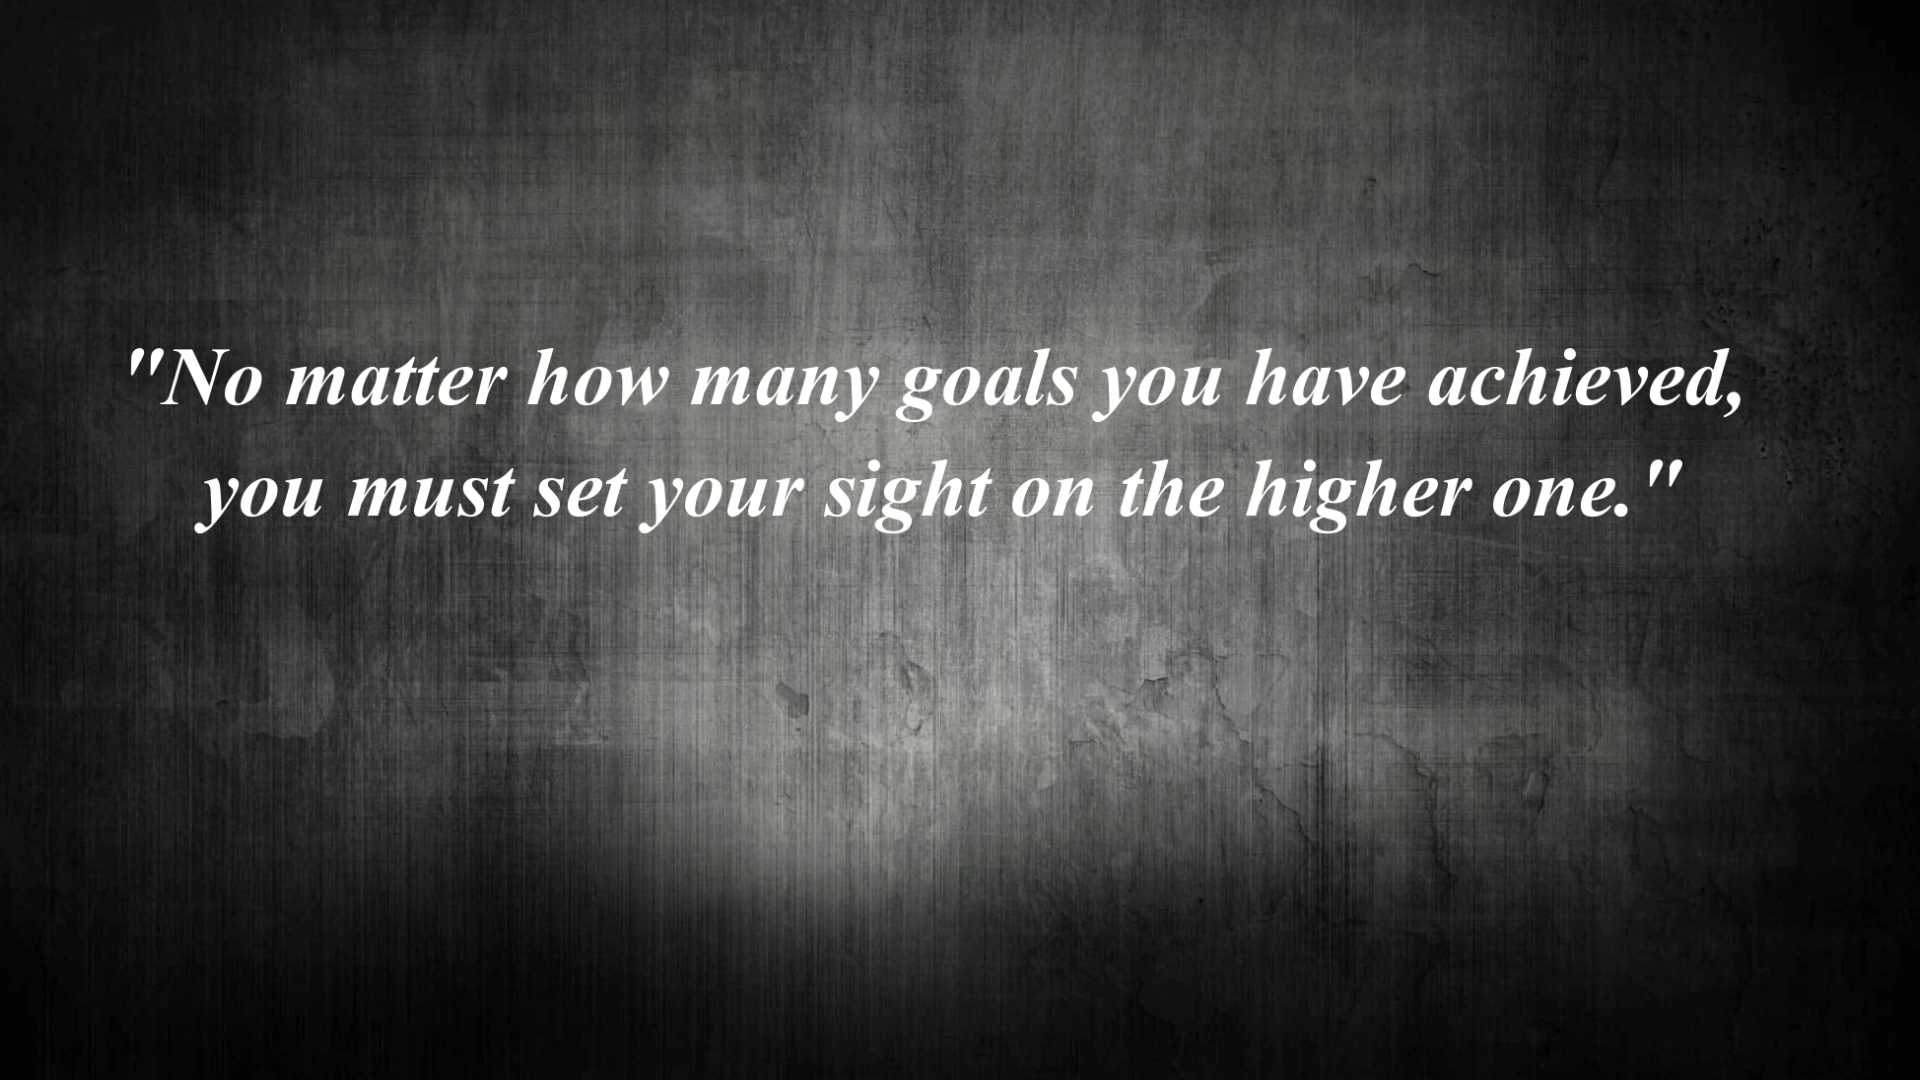 "No matter how many goals you have achieved,
you must set your sight on the higher one."